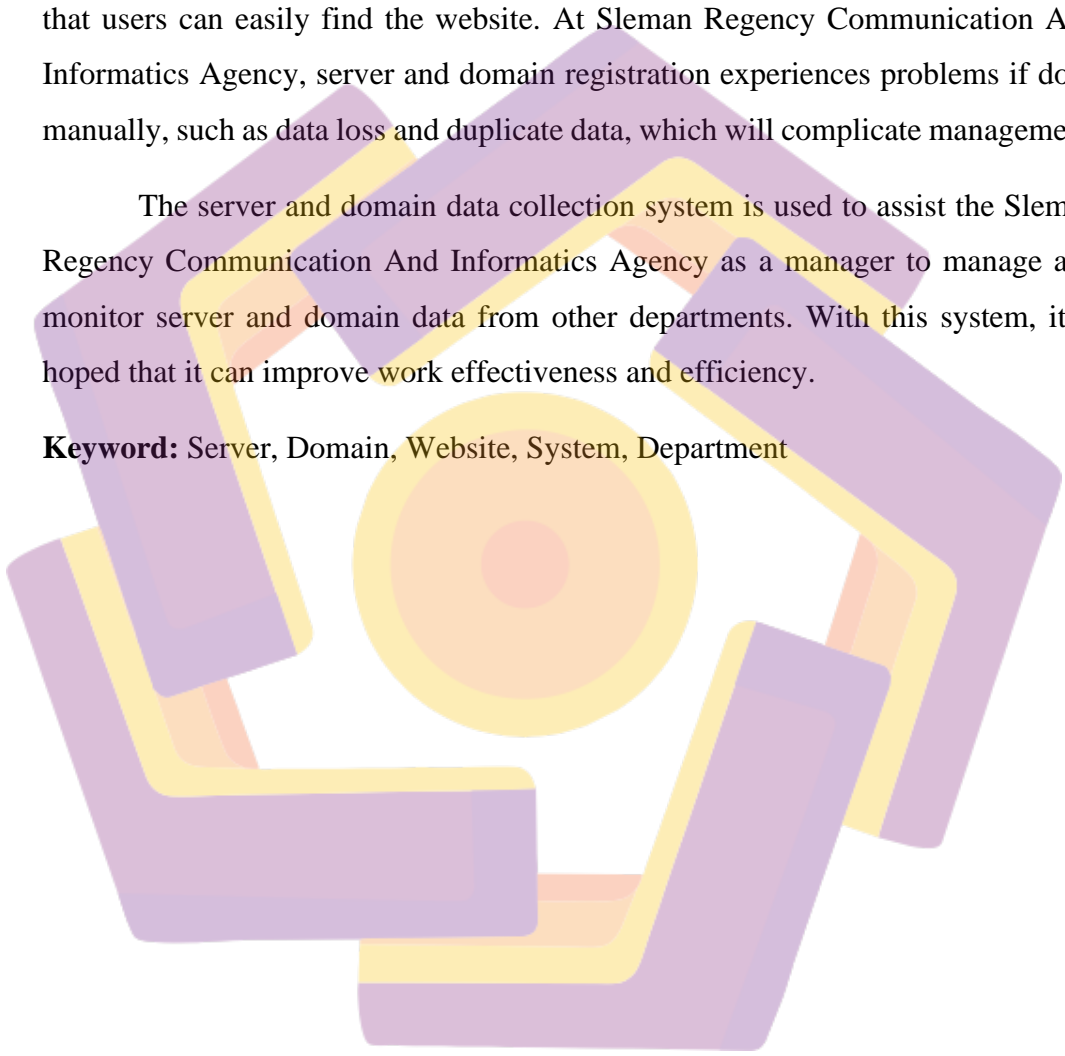 that users can easily find the website. At Sleman Regency Communication A
Informatics Agency, server and domain registration experiences problems if do
manually, such as data loss and duplicate data, which will complicate manageme
The server and domain data collection system is used to assist the Slem
Regency Communication And Informatics Agency as a manager to manage a
monitor server and domain data from other departments. With this system, it
hoped that it can improve work effectiveness and efficiency.
Keyword: Server, Domain, Website, System, Department